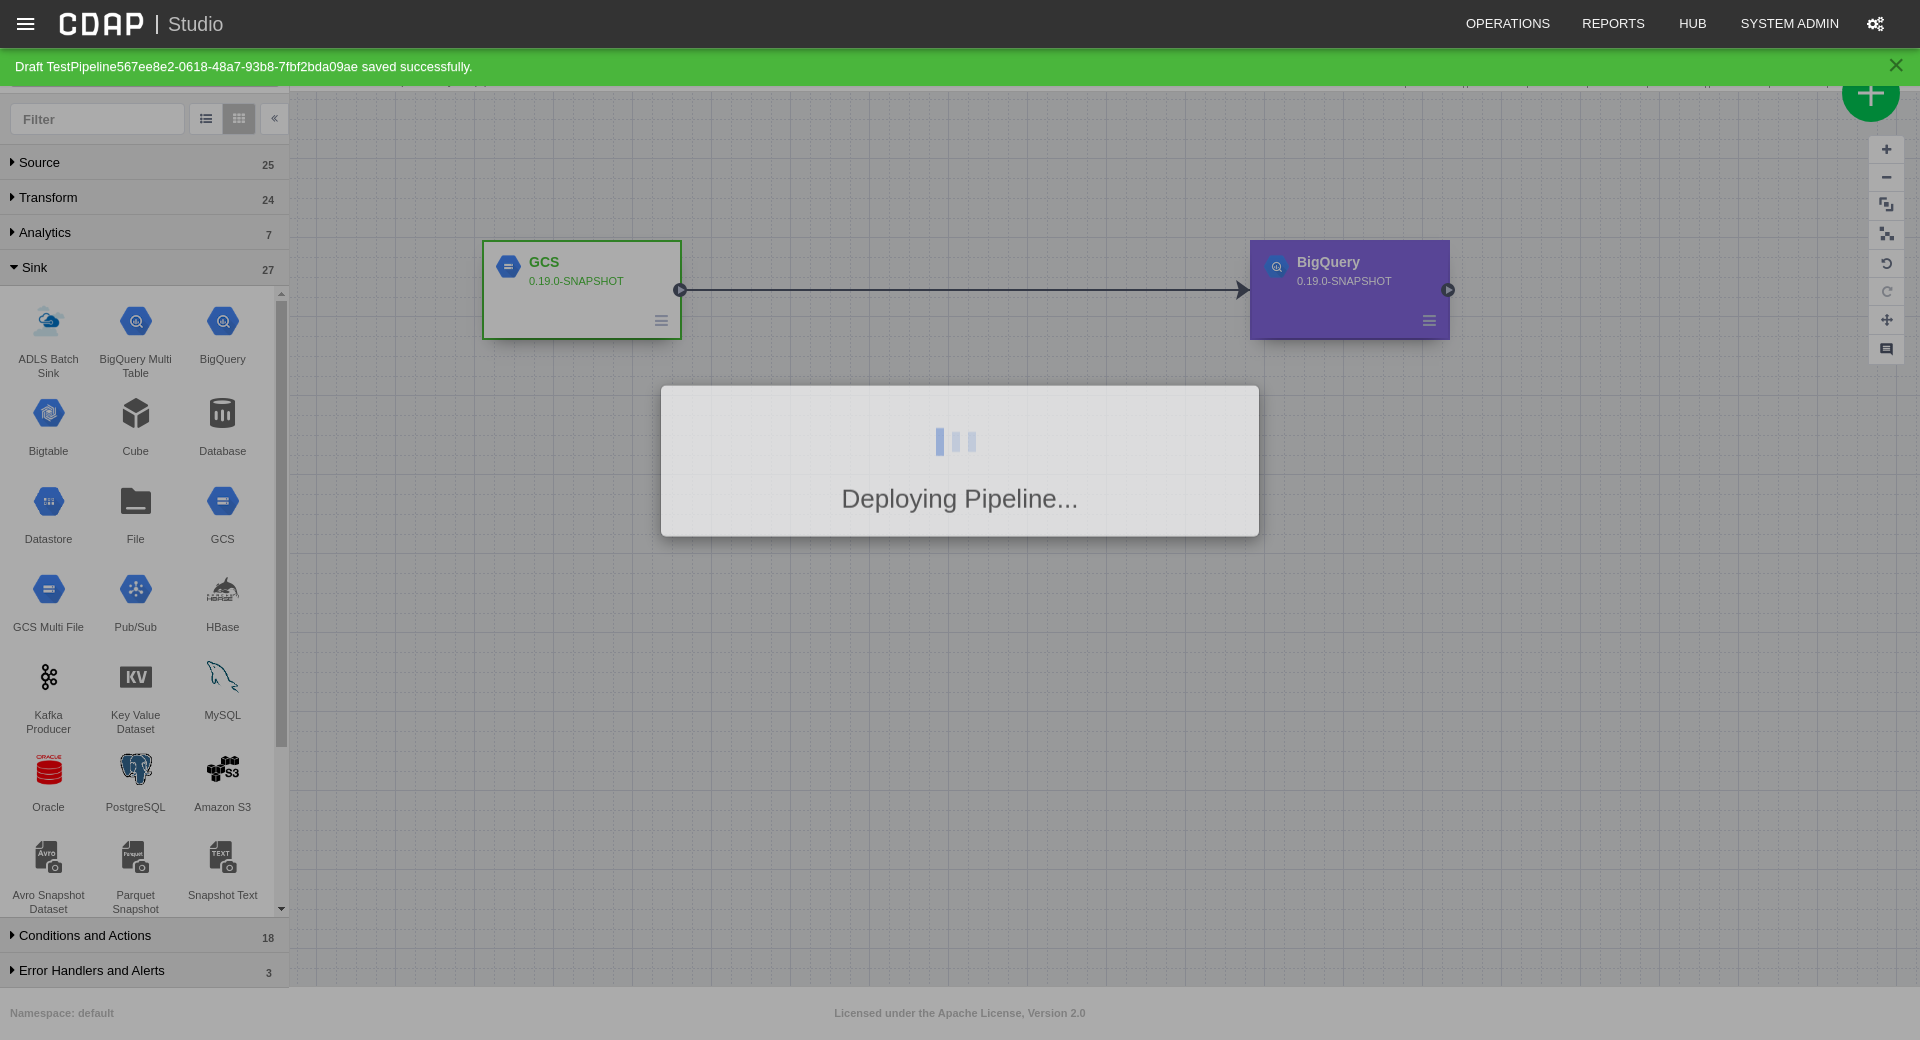 CDAP | Studio
OPERATIONS REPORTS HUB SYSTEM ADMIN
Draft TestPipeline567ee8e2-0618-48a7-93b8-7fbf2bda09ae saved successfully.
Filter
Source 25
Transform 24
Analytics 7
Sink 27
GCS
0.19.0-SNAPSHOT
BigQuery
0.19.0-SNAPSHOT
ADLS Batch
Sink
BigQuery Multi
Table
BigQuery
Bigtable
Cube
Database
Deploying Pipeline...
Datastore
File
GCS
GCS Multi File
Pub/Sub
HBase
Kafka
Producer
KV
Key Value
Dataset
MySQL
ORACLE
Oracle
PostgreSQL
S3
Amazon S3
Avro
Avro Snapshot
Dataset
Parquet
Parquet
Snapshot
TEXT
Snapshot Text
Conditions and Actions 18
Error Handlers and Alerts 3
Namespace: default
Licensed under the Apache License, Version 2.0